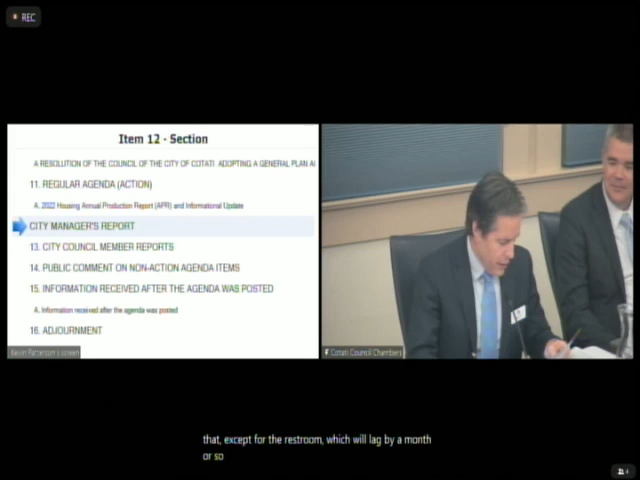 REC
Item 12 - Section
A RESOLUTION OF THE COUNCIL OF THE CITY OF COTATI ADOPTING A GENERAL PLAN A
11. REGULAR AGENDA (ACTION)
A. 2022 Housing Annual Production Report (APR) and Informational Update
CITY MANAGER'S REPORT
13. CITY COUNCIL MEMBER REPORTS
14. PUBLIC COMMENT ON NON-ACTION AGENDA ITEMS
15. INFORMATION RECEIVED AFTER THE AGENDA WAS POSTED
A. Information received after the agenda was posted
16. ADJOURNMENT
Kevin Patterson's screen
Cotati Council Chambers
that, except for the restroom, which will lag by a month
or so
4